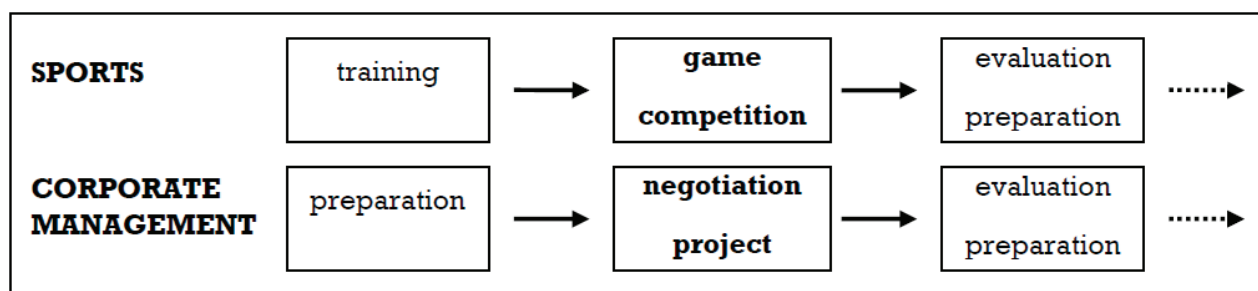 SPORTS
training
game
competition
evaluation
preparation
CORPORATE
MANAGEMENT
preparation
negotiation
project
evaluation
preparation